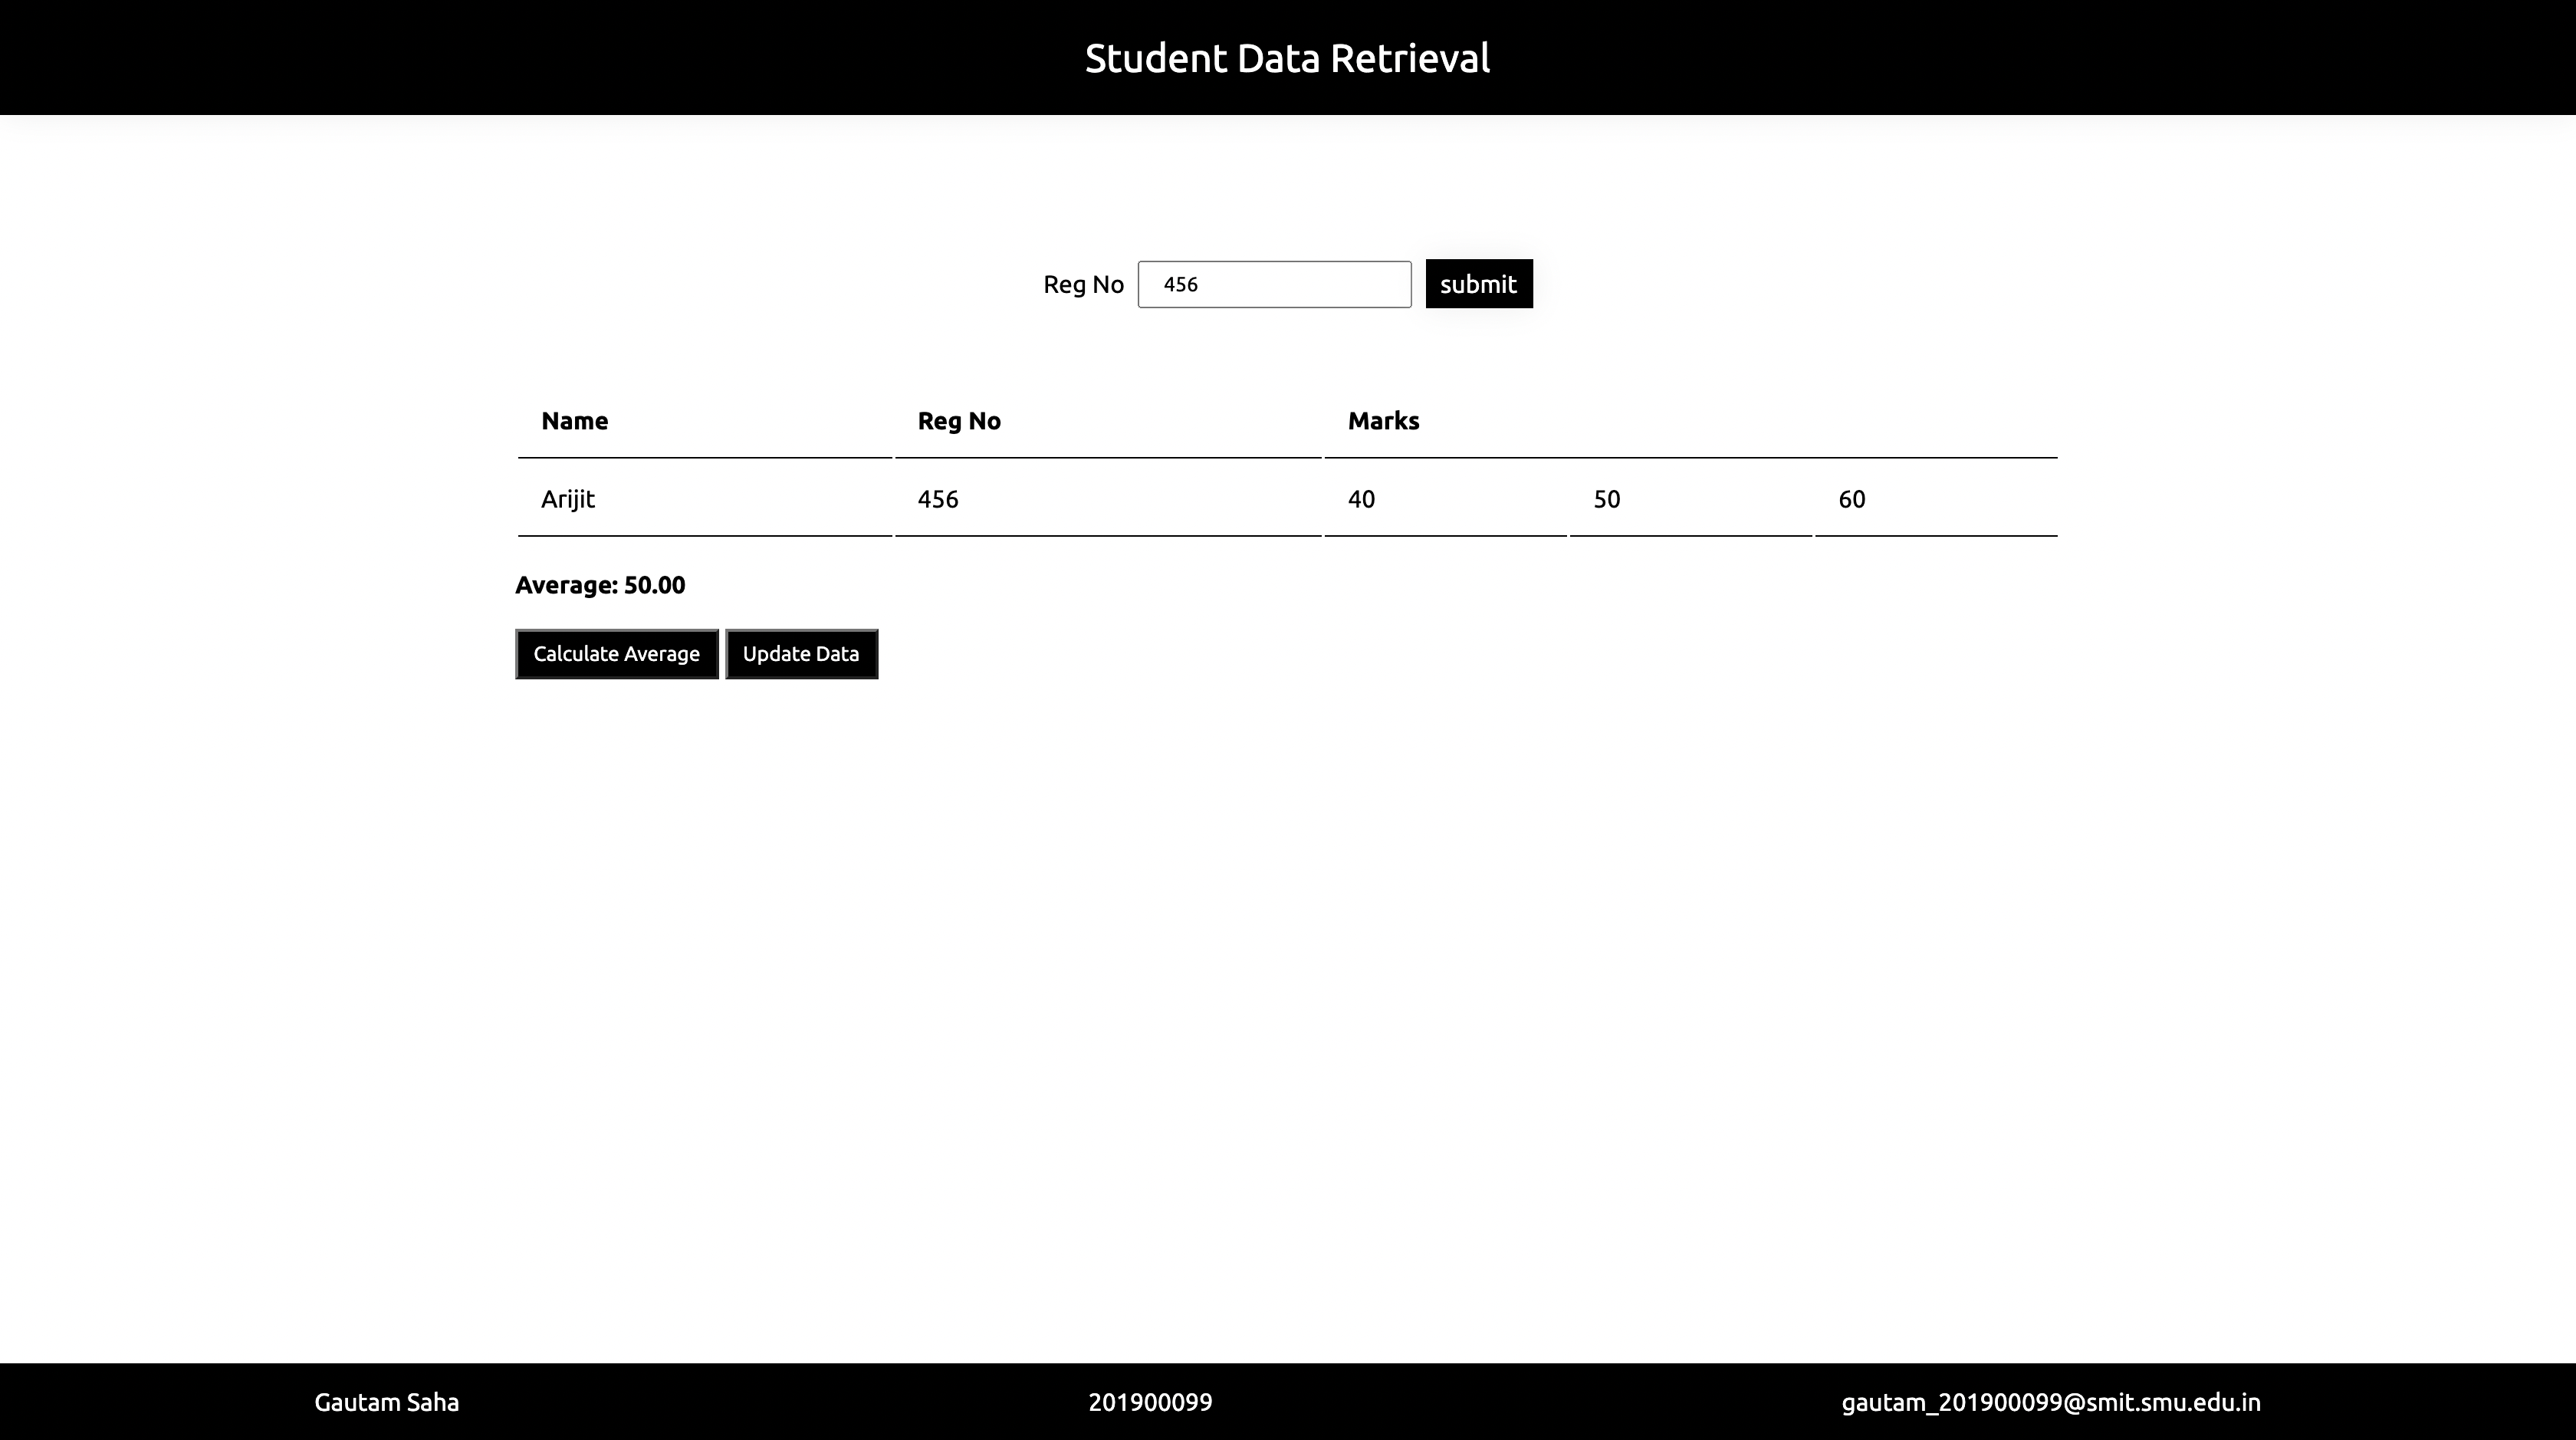 Student Data Retrieval
Reg No 456 submit
Name Reg No Marks
Arijit 456 40 50 60
Average: 50.00
Calculate Average Update Data
Gautam Saha 201900099 gautam_201900099@smit.smu.edu.in